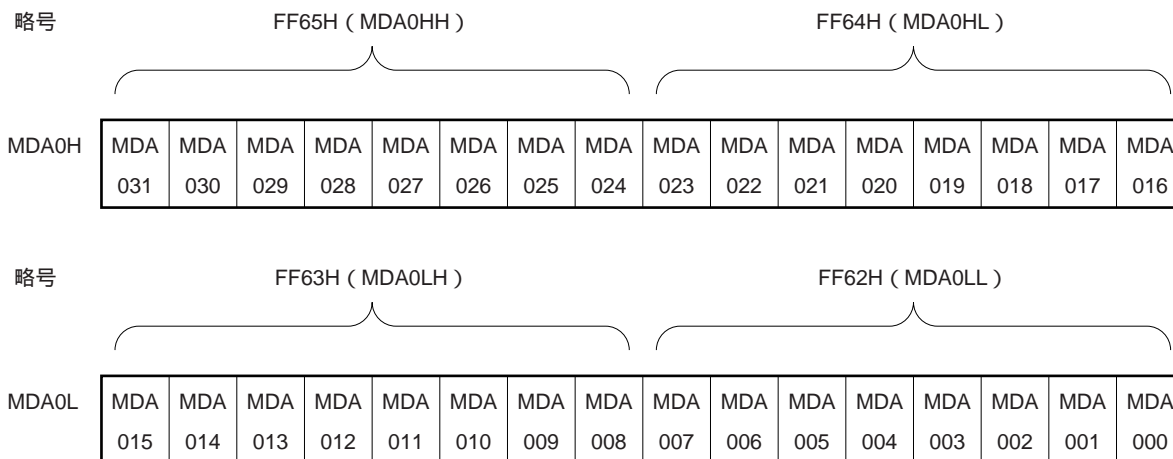 略号 FF65H ( MDA0HH ) FF64H ( MDA0HL )
MDA0H MDA MDA MDA MDA MDA MDA MDA MDA MDA MDA MDA MDA MDA MDA MDA MDA
031 030 029 028 027 026 025 024 023 022 021 020 019 018 017 016
略号 FF63H ( MDA0LH ) FF62H ( MDA0LL )
MDA0L MDA MDA MDA MDA MDA MDA MDA MDA MDA MDA MDA MDA MDA MDA MDA MDA
015 014 013 012 011 010 009 008 007 006 005 004 003 002 001 000